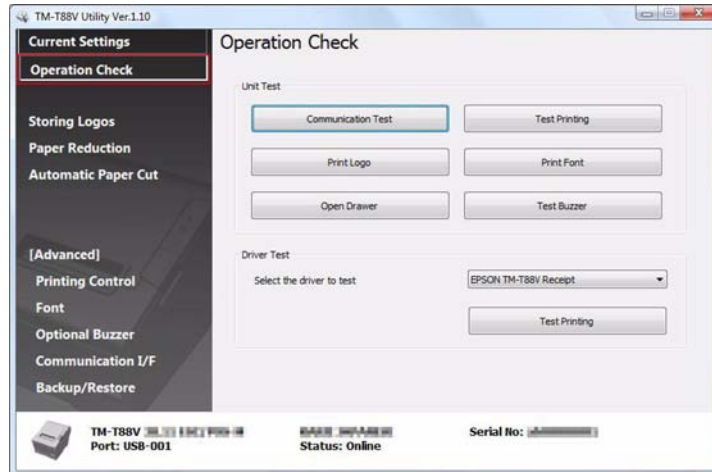 TM-T88V Utility Ver.1.10
Current Settings
Operation Check
Storing Logos
Paper Reduction
Automatic Paper Cut
[Advanced]
Printing Control
Font
Optional Buzzer
Communication I/F
Backup/Restore
Operation Check
Unit Test
Communication Test
Test Printing
Print Logo
Print Font
Open Drawer
Test Buzzer
Driver Test
Select the driver to test
EPSON TM-T88V Receipt
Test Printing
TM-T88V
Port: USB-001
Status: Online
Serial No: